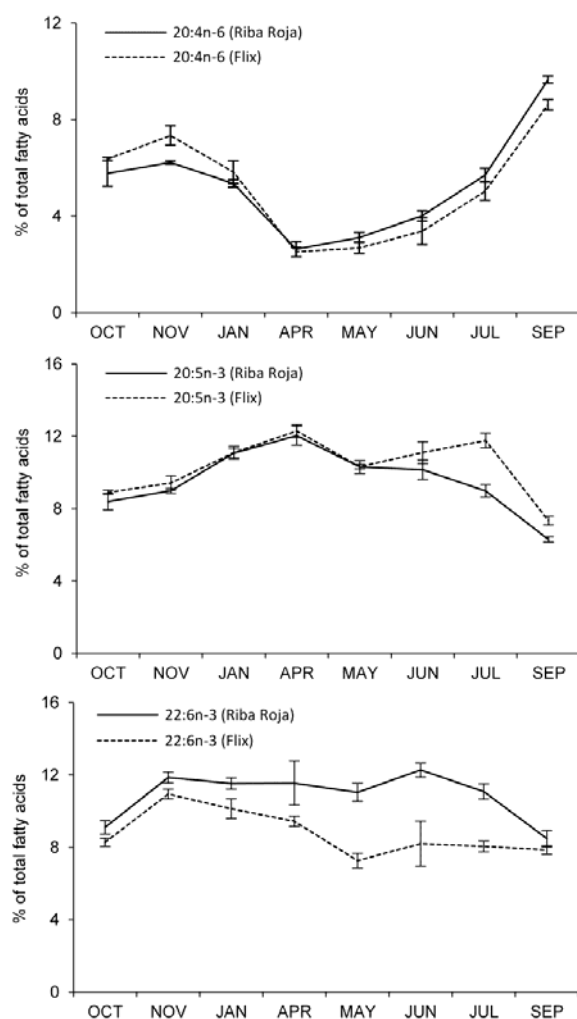 12
20:4n-6 (Riba Roja)
20:4n-6 (Flix)
8
4
0
% of total fatty acids
OCT NOV JAN APR MAY JUN JUL SEP
16
20:5n-3 (Riba Roja)
20:5n-3 (Flix)
12
8
4
0
% of total fatty acids
OCT NOV JAN APR MAY JUN JUL SEP
16
22:6n-3 (Riba Roja)
22:6n-3 (Flix)
12
8
4
0
% of total fatty acids
OCT NOV JAN APR MAY JUN JUL SEP